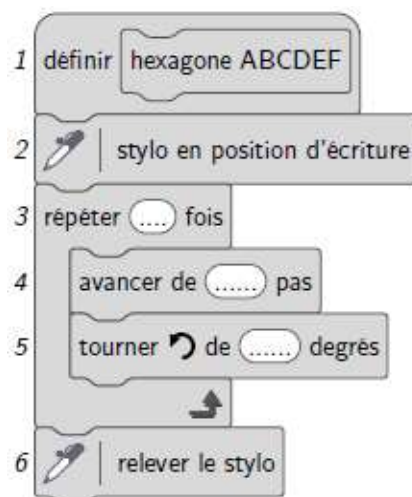 1 définir hexagone ABCDEF
2 stylo en position d'écriture
3 répéter .... fois
4 avancer de ...... pas
5 tourner de ...... degrés
6 relever le stylo